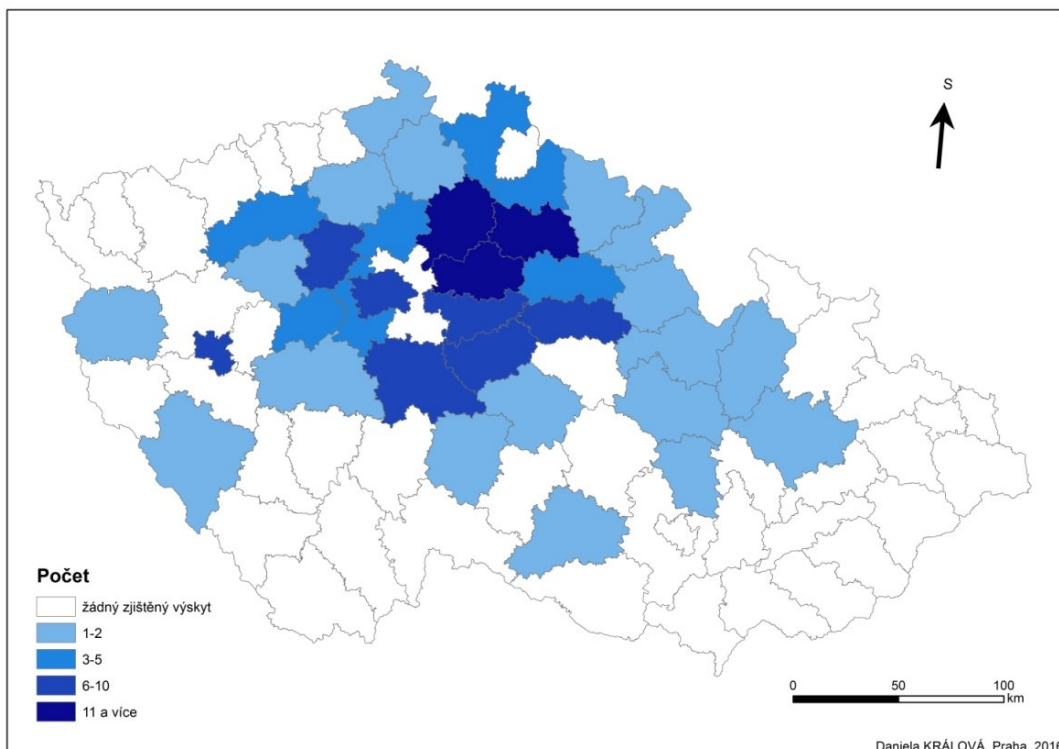 S
Počet
žádný zjištěný výskyt
1-2
3-5
6-10
11 a více
0 50 100
km
Daniela KRÁLOVÁ, Praha, 2016